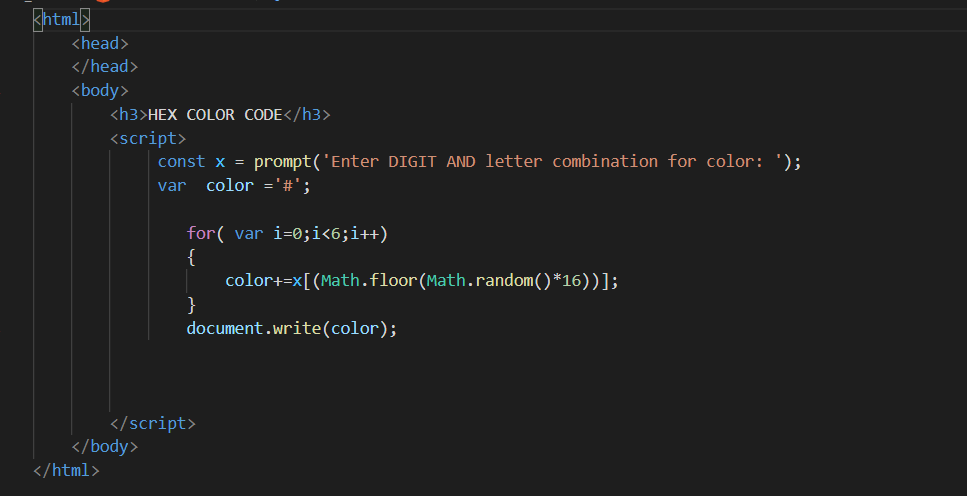 <html>
<head>
</head>
<body>
<h3>HEX COLOR CODE</h3>
<script>
const x = prompt('Enter DIGIT AND letter combination for color: ');
var  color ='#';
for( var i=0;i<6;i++)
{
color+=x[(Math.floor(Math.random()*16))];
}
document.write(color);
</script>
</body>
</html>